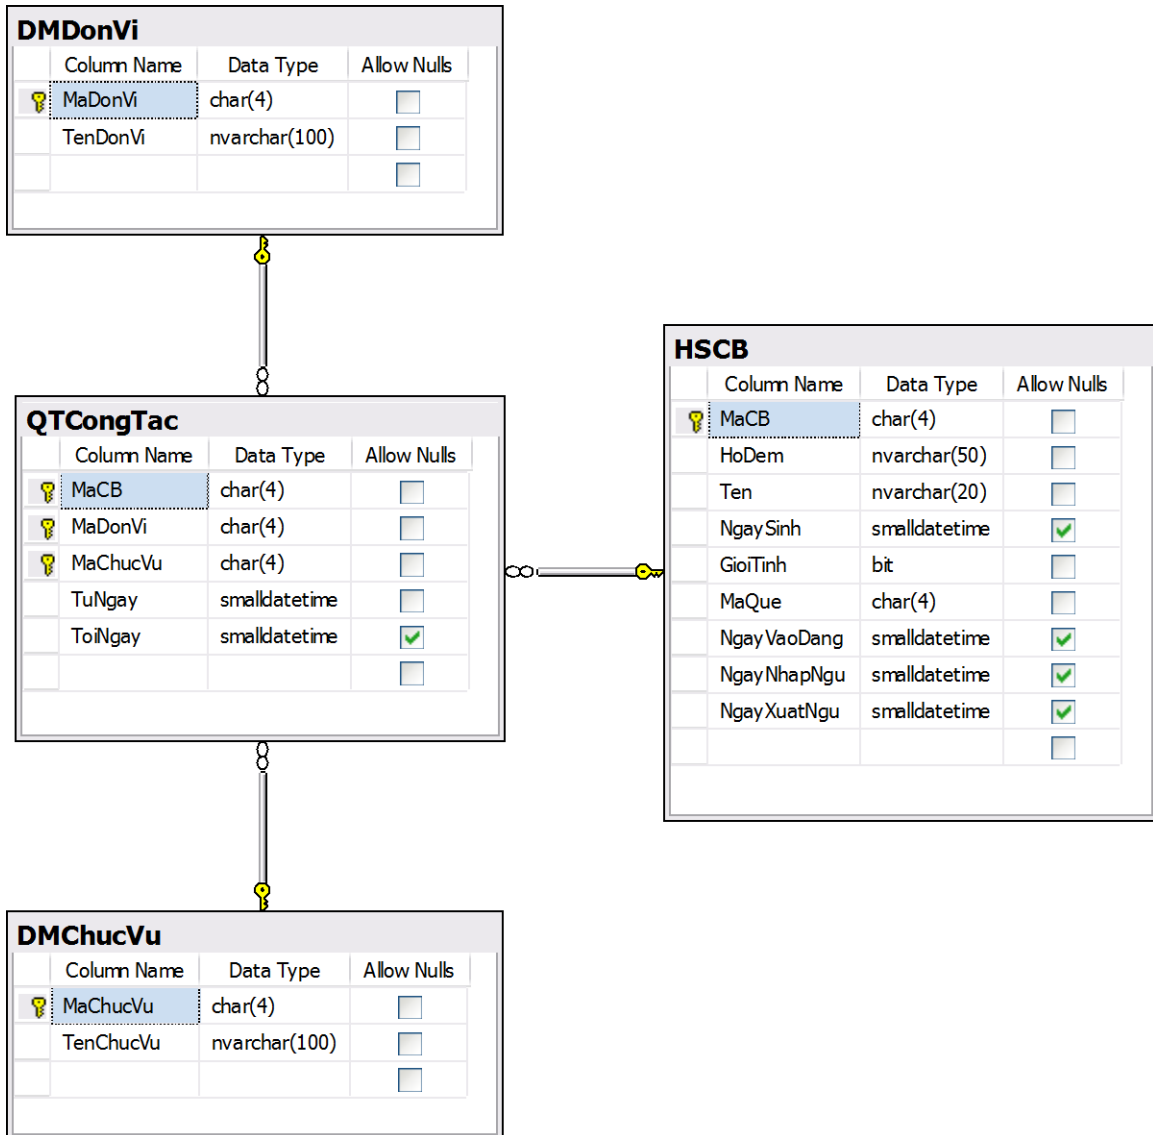 DMDonVi
Column Name Data Type Allow Nulls
MaDonVi char(4)
TenDonVi nvarchar(100)
QTCongTac
Column Name Data Type Allow Nulls
MaCB char(4)
MaDonVi char(4)
MaChucVu char(4)
TuNgay smalldatetime
ToiNgay smalldatetime
HSCB
Column Name Data Type Allow Nulls
MaCB char(4)
HoDem nvarchar(50)
Ten nvarchar(20)
NgaySinh smalldatetime
GioiTinh bit
MaQue char(4)
NgayVaoDang smalldatetime
NgayNhapNgu smalldatetime
NgayXuatNgu smalldatetime
DMChucVu
Column Name Data Type Allow Nulls
MaChucVu char(4)
TenChucVu nvarchar(100)